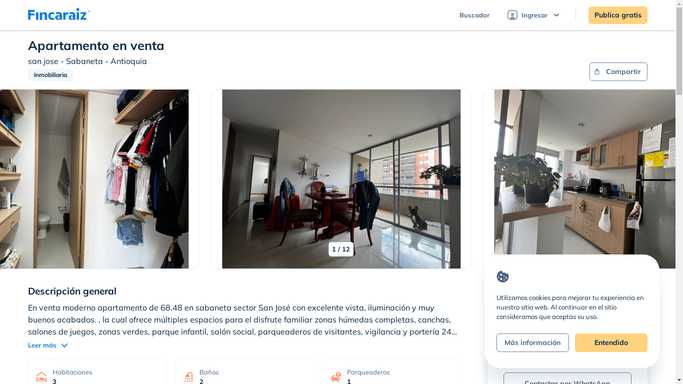 Fincaraiz
Buscador
Ingresar
Publica gratis
Apartamento en venta
san jose - Sabaneta - Antioquia
Inmobiliaria
Compartir
1 / 12
Descripción general
En venta moderno apartamento de 68.48 en sabaneta sector San José con excelente vista, iluminación y muy
buenos acabados. , la cual ofrece múltiples espacios para el disfrute familiar zonas húmedas completas, canchas,
salones de juegos, zonas verdes, parque infantil, salón social, parqueaderos de visitantes, vigilancia y portería 24...
Leer más
Habitaciones
3
Baños
2
Parqueaderos
1
Utilizamos cookies para mejorar tu experiencia en
nuestro sitio web. Al continuar en el sitio
consideramos que aceptas su uso.
Más información
Entendido
Contactar por WhatsApp